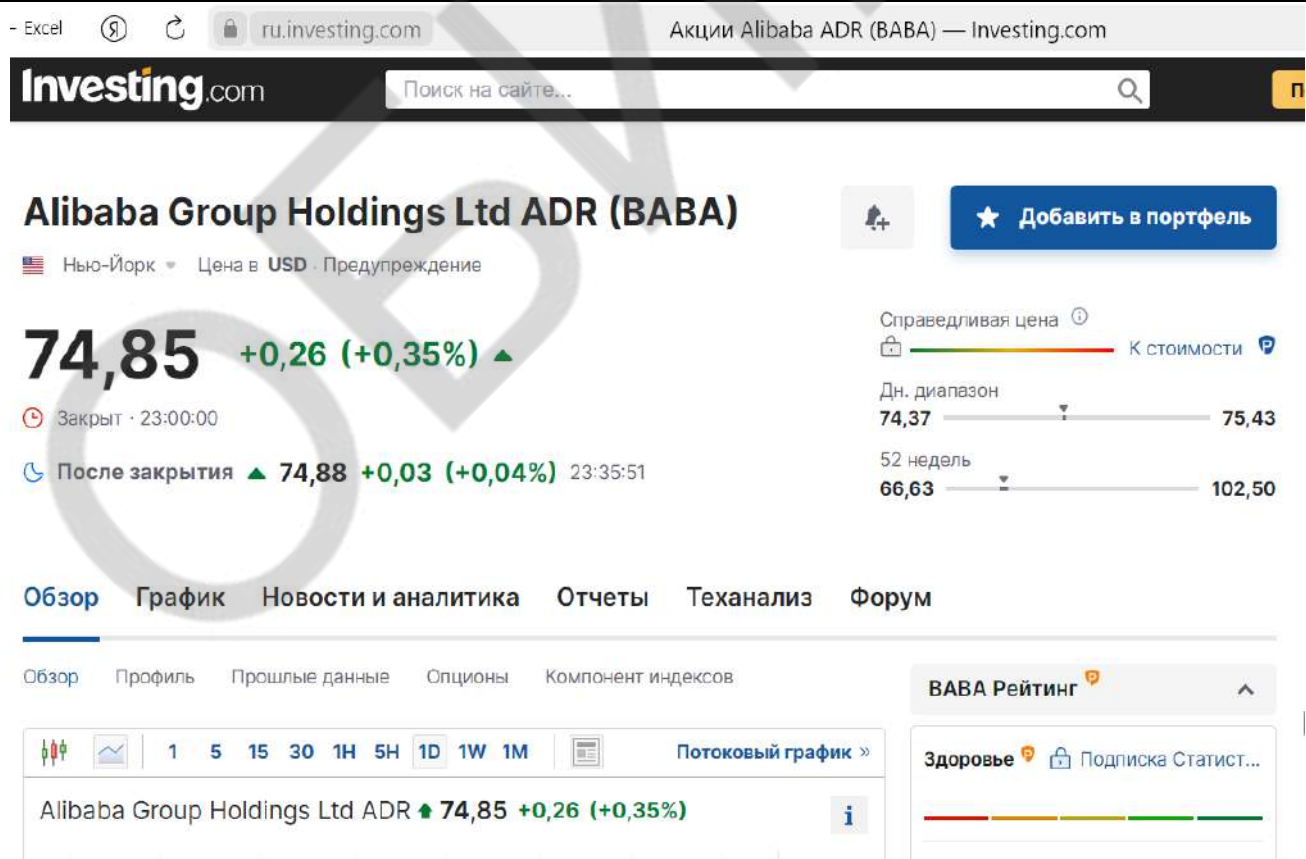 - Excel ru.investing.com Акции Alibaba ADR (BABA) — Investing.com
Investing.com Поиск на сайте...
Alibaba Group Holdings Ltd ADR (BABA)
Добавить в портфель
Нью-Йорк Цена в USD · Предупреждение
74,85 +0,26 (+0,35%)
Закрыт · 23:00:00
После закрытия 74,88 +0,03 (+0,04%) 23:35:51
Справедливая цена
К стоимости
Дн. диапазон
74,37 75,43
52 недель
66,63 102,50
Обзор График Новости и аналитика Отчеты Теханализ Форум
Обзор Профиль Прошлые данные Опционы Компонент индексов
1 5 15 30 1H 5H 1D 1W 1M Потоковый график »
Alibaba Group Holdings Ltd ADR 74,85 +0,26 (+0,35%)
BABA Рейтинг
Здоровье Подписка Статист...